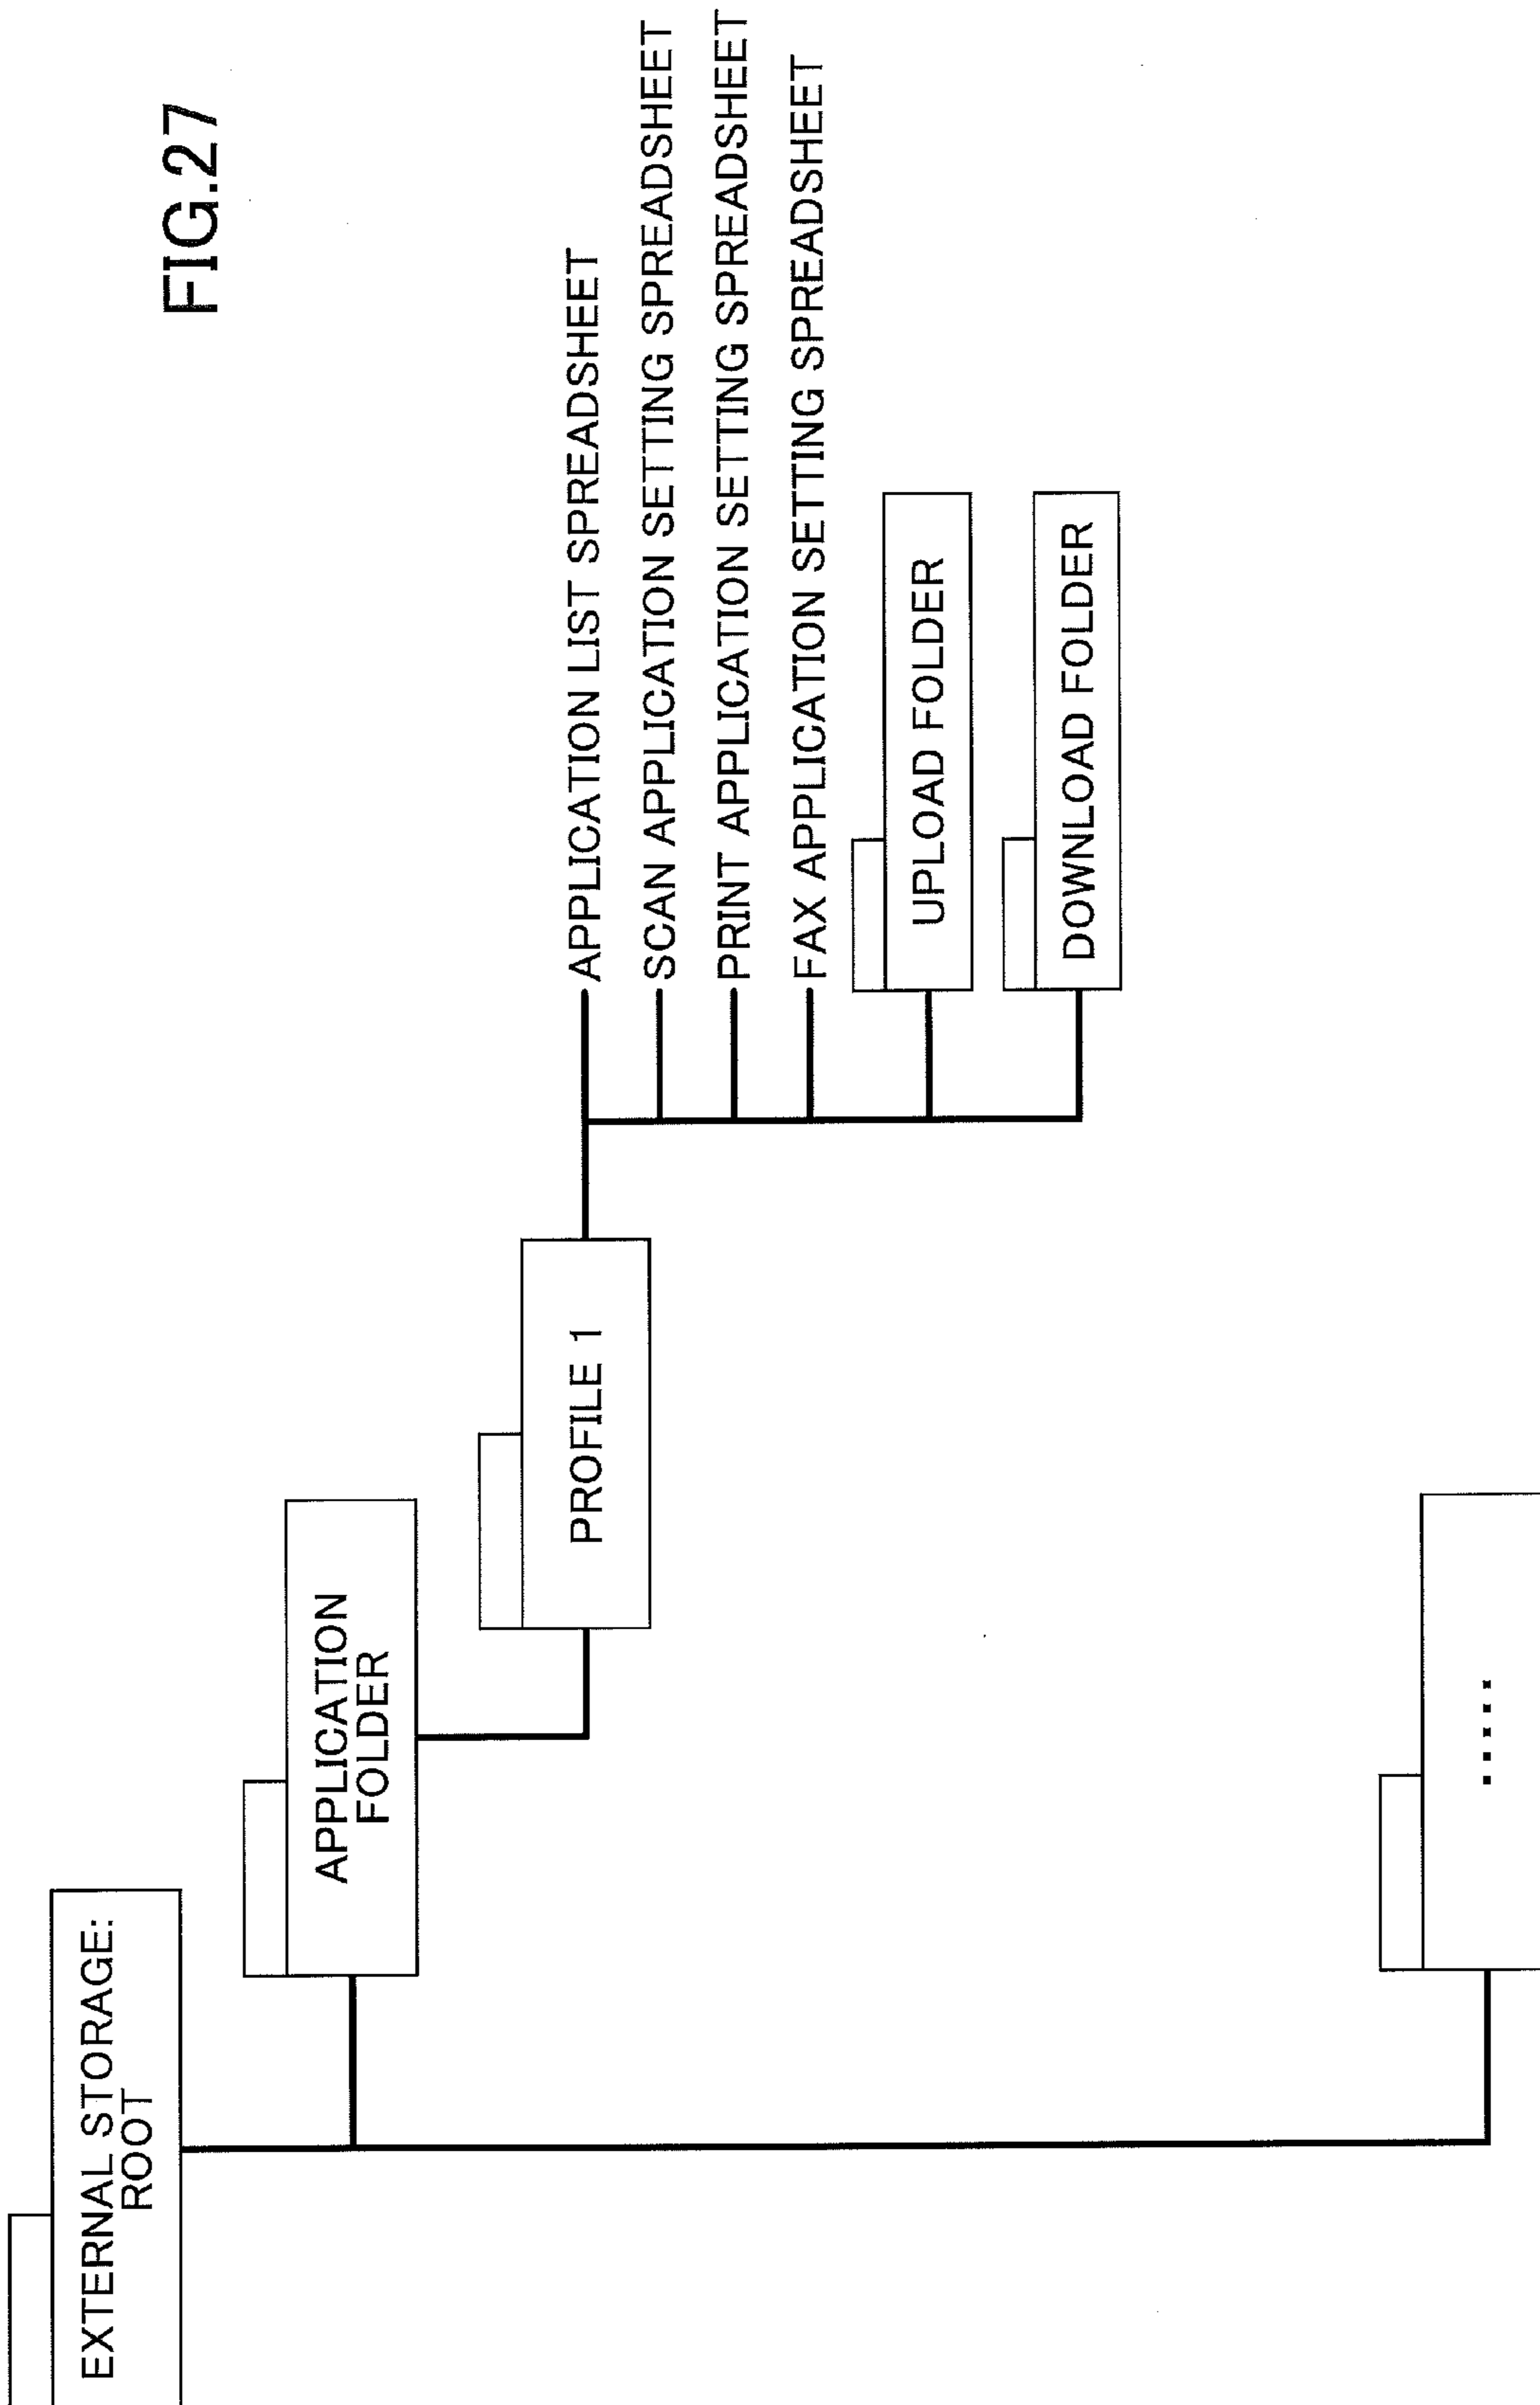 FIG.27
EXTERNAL STORAGE:
ROOT
APPLICATION
FOLDER
PROFILE 1
APPLICATION LIST SPREADSHEET
SCAN APPLICATION SETTING SPREADSHEET
PRINT APPLICATION SETTING SPREADSHEET
FAX APPLICATION SETTING SPREADSHEET
UPLOAD FOLDER
DOWNLOAD FOLDER
.....